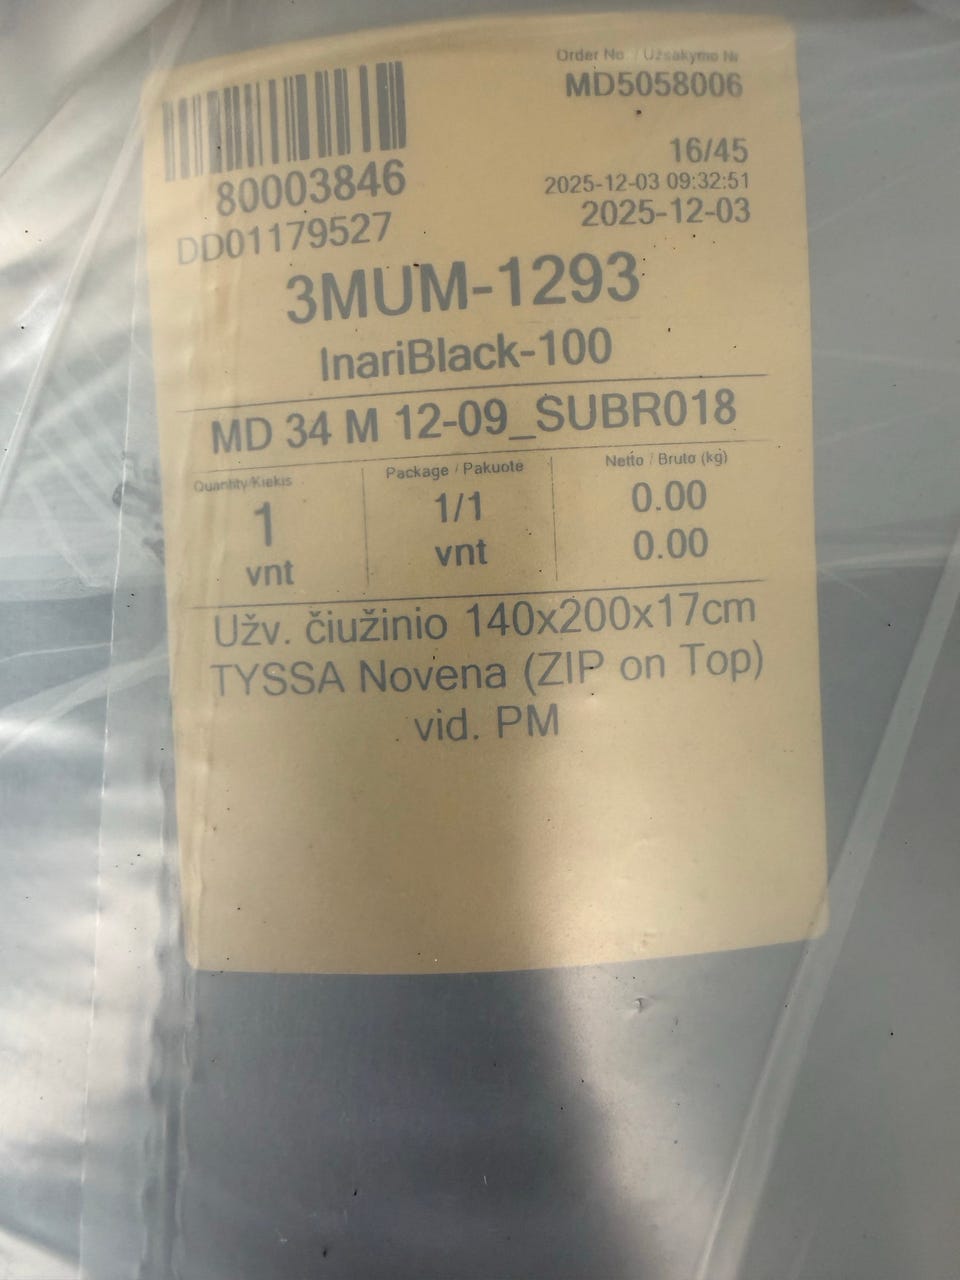 Order No. / Užsakymo Nr
MD5058006
80003846
DD01179527
16/45
2025-12-03 09:32:51
2025-12-03
3MUM-1293
InariBlack-100
MD 34 M 12-09_SUBR018
Quantity/Kiekis
1
vnt
Package / Pakuotė
1/1
vnt
Netto / Bruto (kg)
0.00
0.00
Užv. čiužinio 140x200x17cm
TYSSA Novena (ZIP on Top)
vid. PM